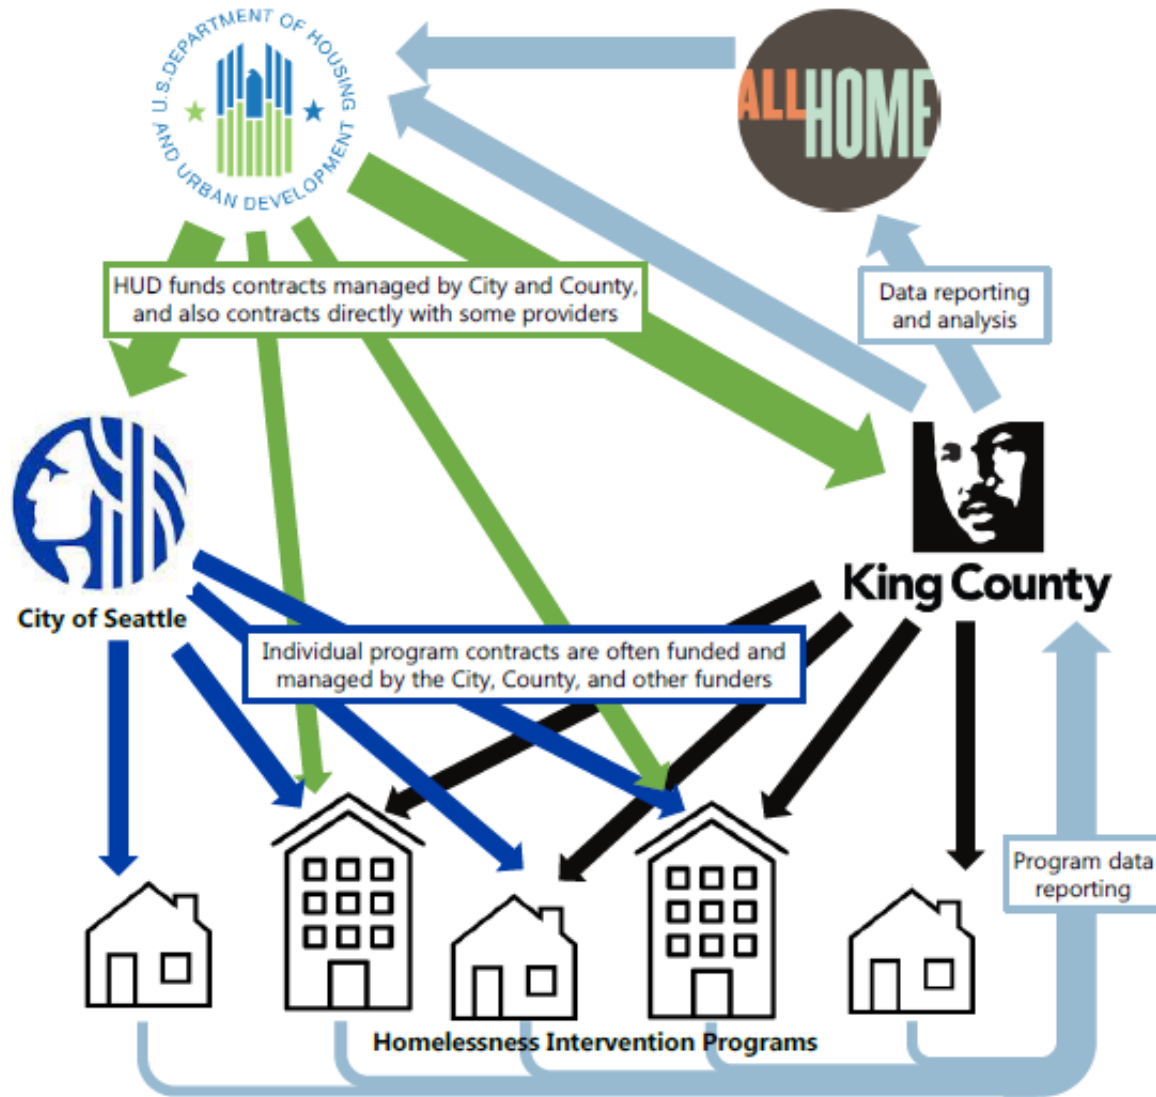 U.S.DEPARTMENT OF HOUSING
AND URBAN DEVELOPMENT
ALL
HOME
HUD funds contracts managed by City and County,
and also contracts directly with some providers
Data reporting
and analysis
King County
City of Seattle
Individual program contracts are often funded and
managed by the City, County, and other funders
Program data
reporting
Homelessness Intervention Programs